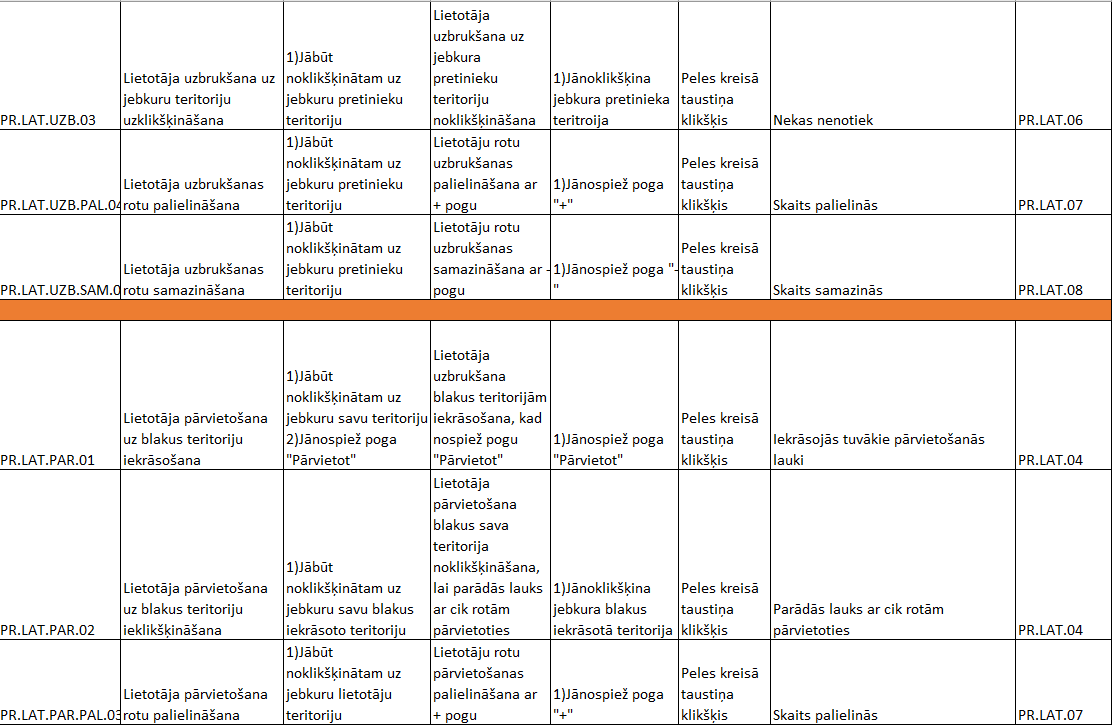 PR.LAT.UZB.03
Lietotāja uzbrukšana uz
jebkuru teritoriju
uzklikšķināšana
1)Jābūt
noklikšķinātam uz
jebkuru pretinieku
teritoriju
Lietotāja
uzbrukšana uz
jebkura
pretinieku
teritoriju
noklikšķināšana
1)Jānoklikšķina
jebkura pretinieka
teritroija
Peles kreisā
taustiņa
klikšķis
Nekas nenotiek
PR.LAT.06
PR.LAT.UZB.PAL.04
Lietotāja uzbrukšanas
rotu palielināšana
1)Jābūt
noklikšķinātam uz
jebkuru pretinieku
teritoriju
Lietotāju rotu
uzbrukšanas
palielināšana ar
+ pogu
1)Jānospiež poga
"+"
Peles kreisā
taustiņa
klikšķis
Skaits palielinās
PR.LAT.07
PR.LAT.UZB.SAM.0
Lietotāja uzbrukšanas
rotu samazināšana
1)Jābūt
noklikšķinātam uz
jebkuru pretinieku
teritoriju
Lietotāju rotu
uzbrukšanas
samazināšana ar -
pogu
1)Jānospiež poga "-
"
Peles kreisā
taustiņa
klikšķis
Skaits samazinās
PR.LAT.08
PR.LAT.PAR.01
Lietotāja pārvietošana
uz blakus teritoriju
iekrāsošana
1)Jābūt
noklikšķinātam uz
jebkuru savu teritoriju
2)Jānospiež poga
"Pārvietot"
Lietotāja
uzbrukšana
blakus teritorijām
iekrāsošana, kad
nospiež pogu
"Pārvietot"
1)Jānospiež poga
"Pārvietot"
Peles kreisā
taustiņa
klikšķis
Iekrāsojās tuvākie pārvietošanās
lauki
PR.LAT.04
PR.LAT.PAR.02
Lietotāja pārvietošana
uz blakus teritoriju
ieklikšķināšana
1)Jābūt
noklikšķinātam uz
jebkuru savu blakus
iekrāsoto teritoriju
Lietotāja
pārvietošana
blakus sava
teritorija
noklikšķināšana,
lai parādās lauks
ar cik rotām
pārvietoties
1)Jānoklikšķina
jebkura blakus
iekrāsotā teritorija
Peles kreisā
taustiņa
klikšķis
Parādās lauks ar cik rotām
pārvietoties
PR.LAT.04
PR.LAT.PAR.PAL.03
Lietotāja pārvietošana
rotu palielināšana
1)Jābūt
noklikšķinātam uz
jebkuru lietotāju
teritoriju
Lietotāju rotu
pārvietošanas
palielināšana ar
+ pogu
1)Jānospiež poga
"+"
Peles kreisā
taustiņa
klikšķis
Skaits palielinās
PR.LAT.07